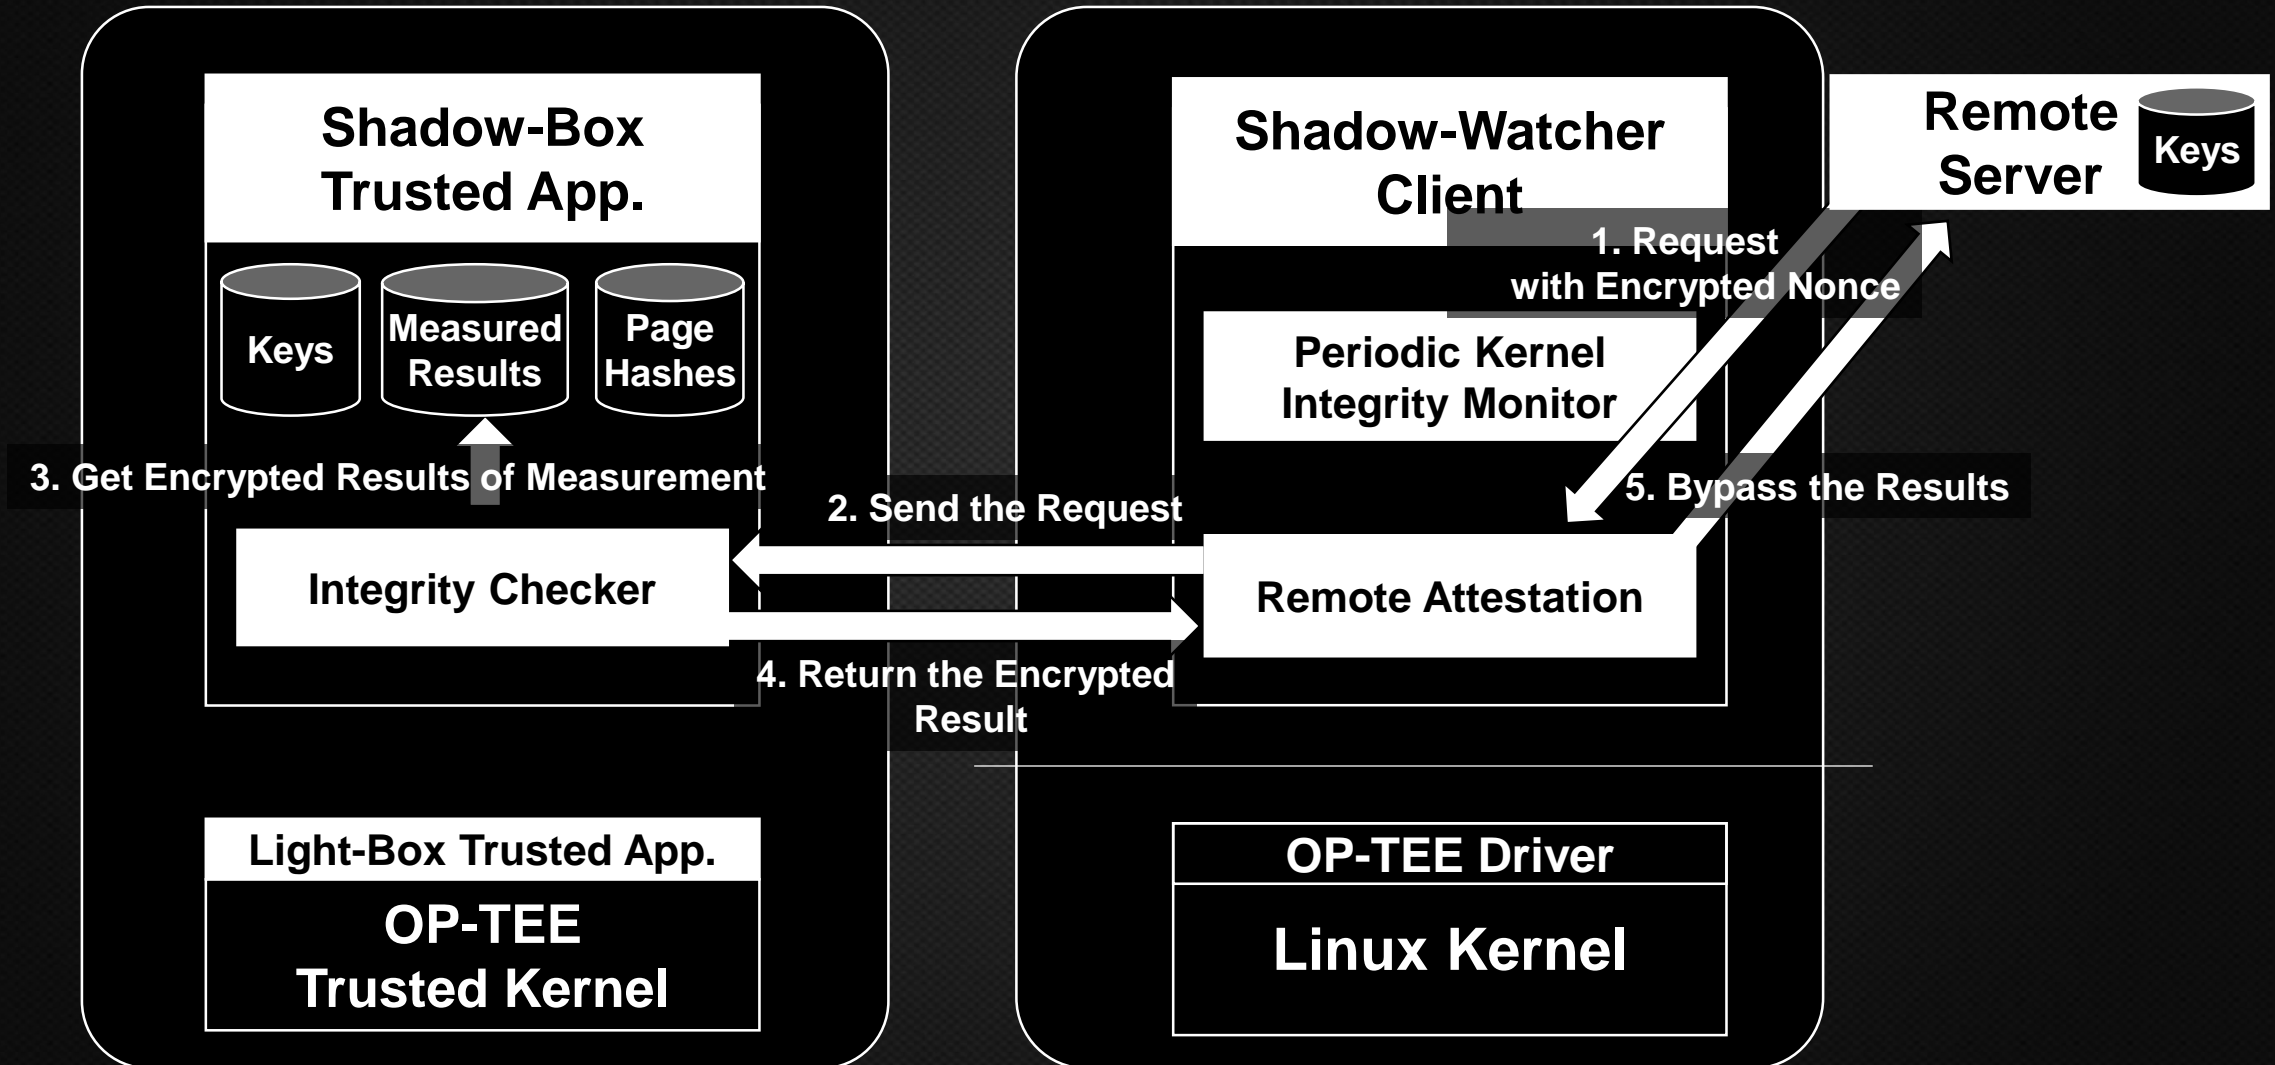 Shadow-Box
Trusted App.
Keys
Measured
Results
Page
Hashes
3. Get Encrypted Results of Measurement
Integrity Checker
Light-Box Trusted App.
OP-TEE
Trusted Kernel
2. Send the Request
4. Return the Encrypted
Result
Shadow-Watcher
Client
1. Request
with Encrypted Nonce
Periodic Kernel
Integrity Monitor
5. Bypass the Results
Remote Attestation
OP-TEE Driver
Linux Kernel
Remote
Server
Keys